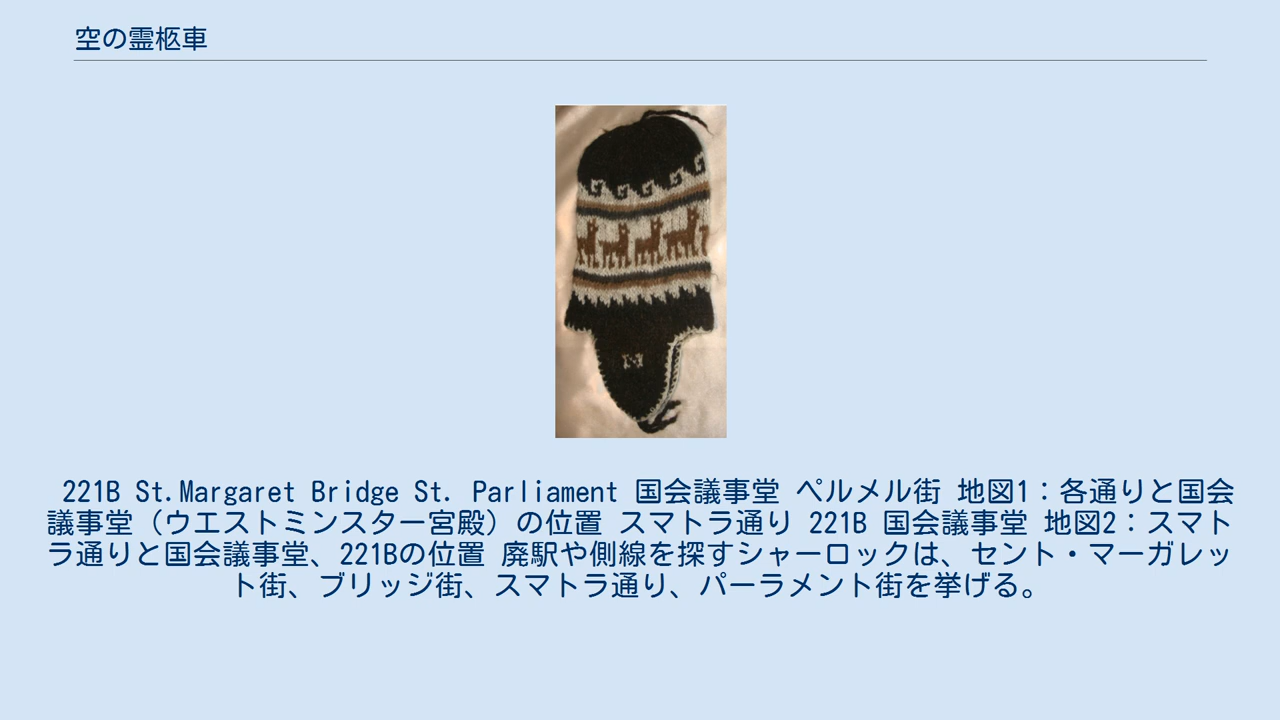 空の霊柩車
221B St.Margaret Bridge St. Parliament 国会議事堂 ペルメル街 地図1：各通りと国会
議事堂（ウエストミンスター宮殿）の位置 スマトラ通り 221B 国会議事堂 地図2：スマト
ラ通りと国会議事堂、221Bの位置 廃駅や側線を探すシャーロックは、セント・マーガレッ
ト街、ブリッジ街、スマトラ通り、パーラメント街を挙げる。